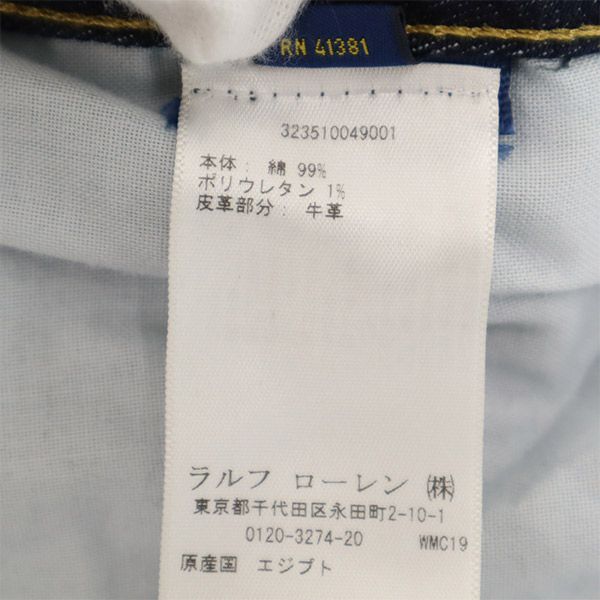 RN 41381
323510049001
本体: 綿 99%
ポリウレタン 1%
皮革部分: 牛革
ラルフ ローレン ㈱
東京都千代田区永田町2-10-1
0120-3274-20 WMC19
原産国 エジプト